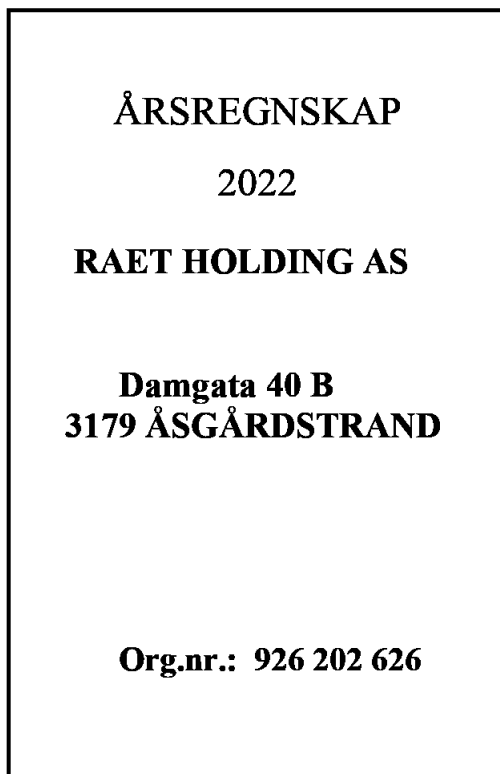 ÅRSREGNSKAP
2022
RAET HOLDING AS
Damgata 40 B
3179 ÅSGÅRDSTRAND
Org.nr.: 926 202 626